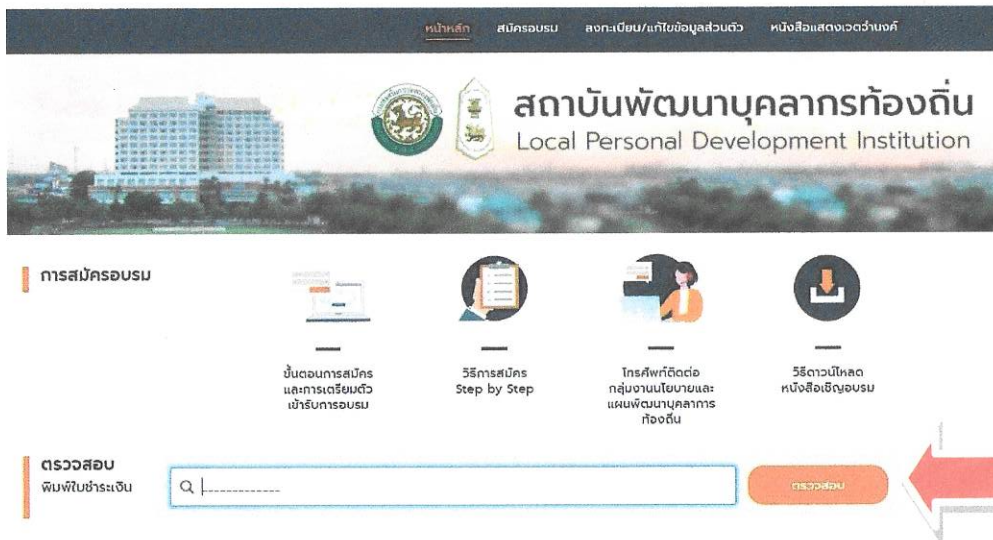 หน้าหลัก สมัครอบรม ลงทะเบียน/แก้ไขข้อมูลส่วนตัว หนังสือแสดงเจตจำนงค์
สถาบันพัฒนาบุคลากรท้องถิ่น
Local Personal Development Institution
การสมัครอบรม
ขั้นตอนการสมัคร
และการเตรียมตัว
เข้ารับการอบรม
วิธีการสมัคร
Step by Step
โทรศัพท์ติดต่อ
กลุ่มงานนโยบายและ
แผนพัฒนาบุคลาการ
ท้องถิ่น
วิธีดาวน์โหลด
หนังสือเชิญอบรม
ตรวจสอบ
พิมพ์ใบชำระเงิน
_____________
ตรวจสอบ